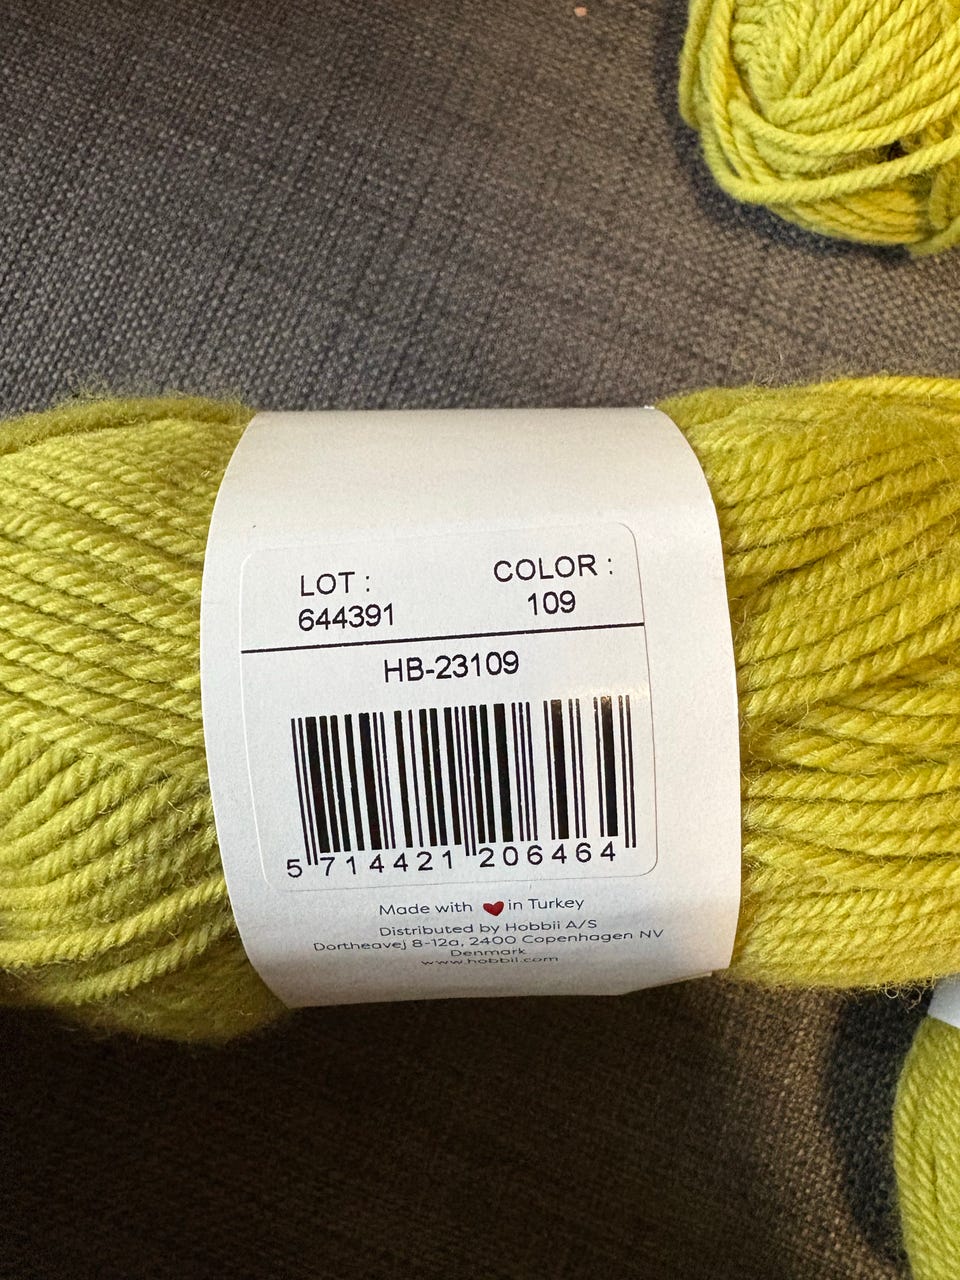 LOT : COLOR :
644391 109
HB-23109
5 714421 206464
Made with ❤ in Turkey
Distributed by Hobbii A/S
Dortheavej 8-12a, 2400 Copenhagen NV
Denmark
www.hobbii.com